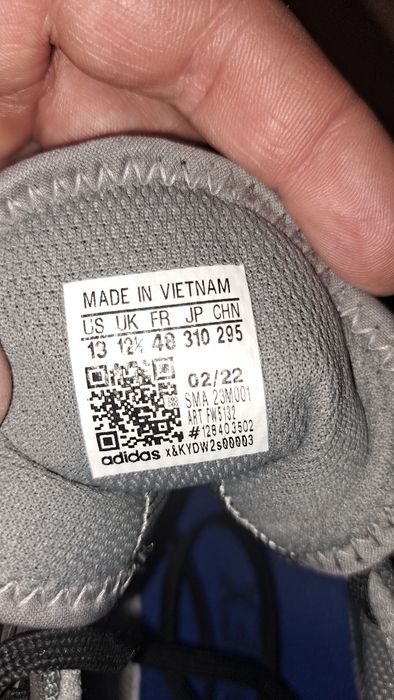 MADE IN VIETNAM
US UK FR JP CHN
13 12½ 48 310 295
02/22
SMA 23M001
ART FW5132
#128403502
adidas x&KYDW2s00003